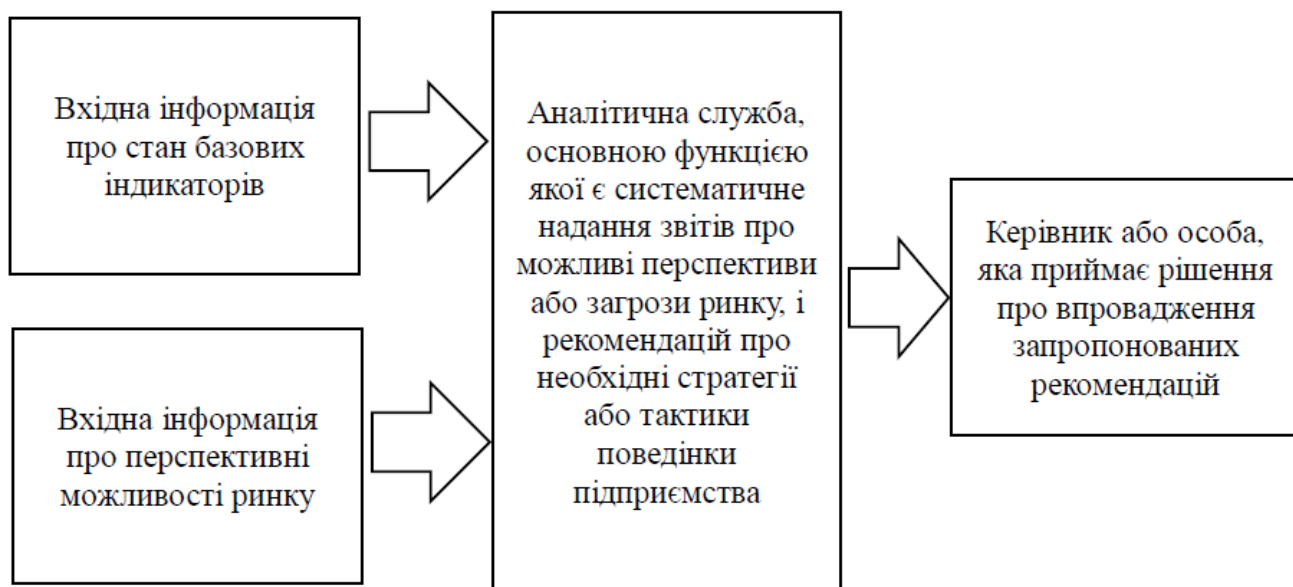 Вхідна інформація
про стан базових
індикаторів
Вхідна інформація
про перспективні
можливості ринку
Аналітична служба,
основною функцією
якої є систематичне
надання звітів про
можливі перспективи
або загрози ринку, і
рекомендацій про
необхідні стратегії
або тактики
поведінки
підприємства
Керівник або особа,
яка приймає рішення
про впровадження
запропонованих
рекомендацій